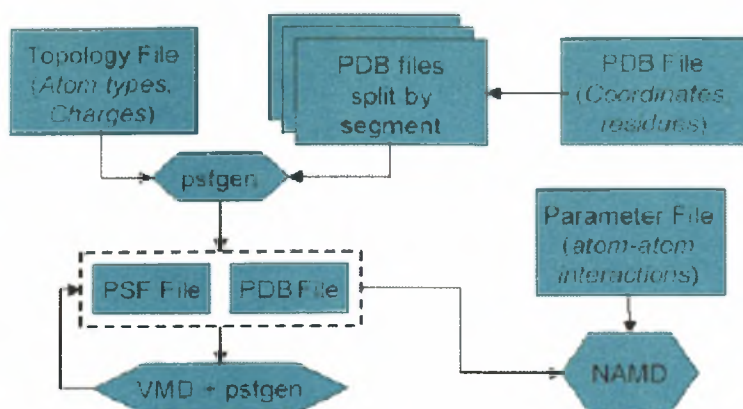 Topology File
(Atom types,
Charges)
PDB files
split by
segment
PDB File
(Coordinates,
residues)
psfgen
Parameter File
(atom-atom
interactions)
PSF File
PDB File
VMD + psfgen
NAMD